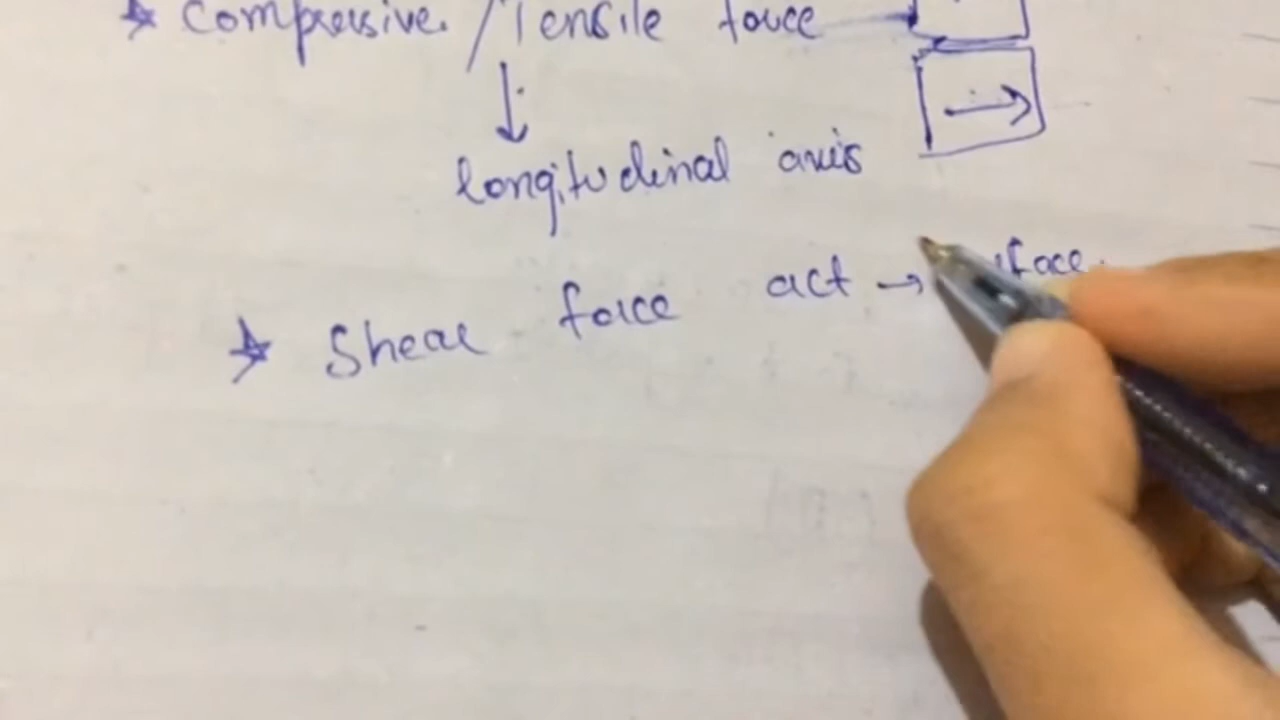 * Compressive. / Tensile force
↓
longitudinal axis
* Shear force act →